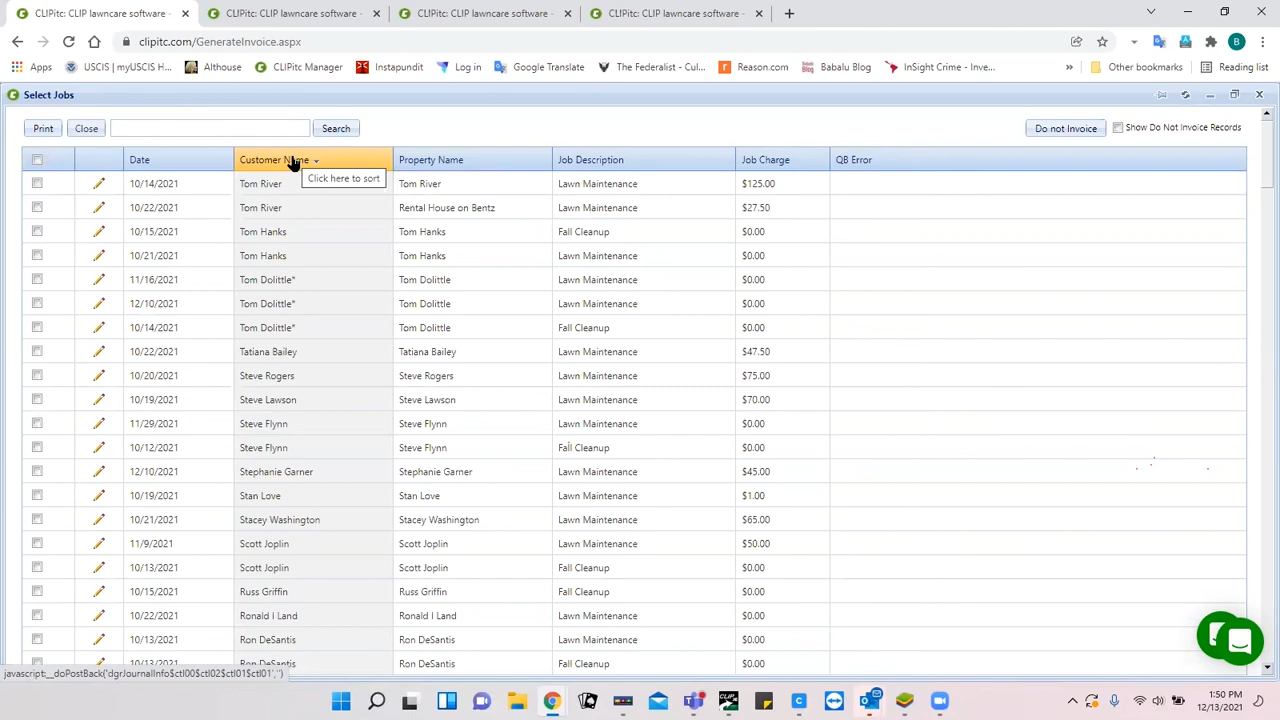 CLIPitc: CLIP lawncare software - CLIPitc: CLIP lawncare software - CLIPitc: CLIP lawncare software - CLIPitc: CLIP lawncare software -
clipitc.com/GenerateInvoice.aspx
Apps USCIS | myUSCIS H... Althouse CLIPitc Manager Instapundit Log in Google Translate The Federalist - Cul... Reason.com Babalu Blog InSight Crime - Inve... » Other bookmarks Reading list
Select Jobs
Print Close Search Do not Invoice Show Do Not Invoice Records
Date Customer Name Property Name Job Description Job Charge QB Error
Click here to sort
10/14/2021 Tom River Tom River Lawn Maintenance $125.00
10/22/2021 Tom River Rental House on Bentz Lawn Maintenance $27.50
10/15/2021 Tom Hanks Tom Hanks Fall Cleanup $0.00
10/21/2021 Tom Hanks Tom Hanks Lawn Maintenance $0.00
11/16/2021 Tom Dolittle* Tom Dolittle Lawn Maintenance $0.00
12/10/2021 Tom Dolittle* Tom Dolittle Lawn Maintenance $0.00
10/14/2021 Tom Dolittle* Tom Dolittle Fall Cleanup $0.00
10/22/2021 Tatiana Bailey Tatiana Bailey Lawn Maintenance $47.50
10/20/2021 Steve Rogers Steve Rogers Lawn Maintenance $75.00
10/19/2021 Steve Lawson Steve Lawson Lawn Maintenance $70.00
11/29/2021 Steve Flynn Steve Flynn Lawn Maintenance $0.00
10/12/2021 Steve Flynn Steve Flynn Fall Cleanup $0.00
12/10/2021 Stephanie Garner Stephanie Garner Lawn Maintenance $45.00
10/19/2021 Stan Love Stan Love Lawn Maintenance $1.00
10/21/2021 Stacey Washington Stacey Washington Lawn Maintenance $65.00
11/9/2021 Scott Joplin Scott Joplin Lawn Maintenance $50.00
10/13/2021 Scott Joplin Scott Joplin Fall Cleanup $0.00
10/15/2021 Russ Griffin Russ Griffin Fall Cleanup $0.00
10/22/2021 Ronald I Land Ronald I Land Lawn Maintenance $0.00
10/13/2021 Ron DeSantis Ron DeSantis Lawn Maintenance $0.00
10/13/2021 Ron DeSantis Ron DeSantis Fall Cleanup $0.00
javascript:__doPostBack('dgrJournalInfo$ctl00$ctl02$ctl01$ctl01','')
1:50 PM
12/13/2021